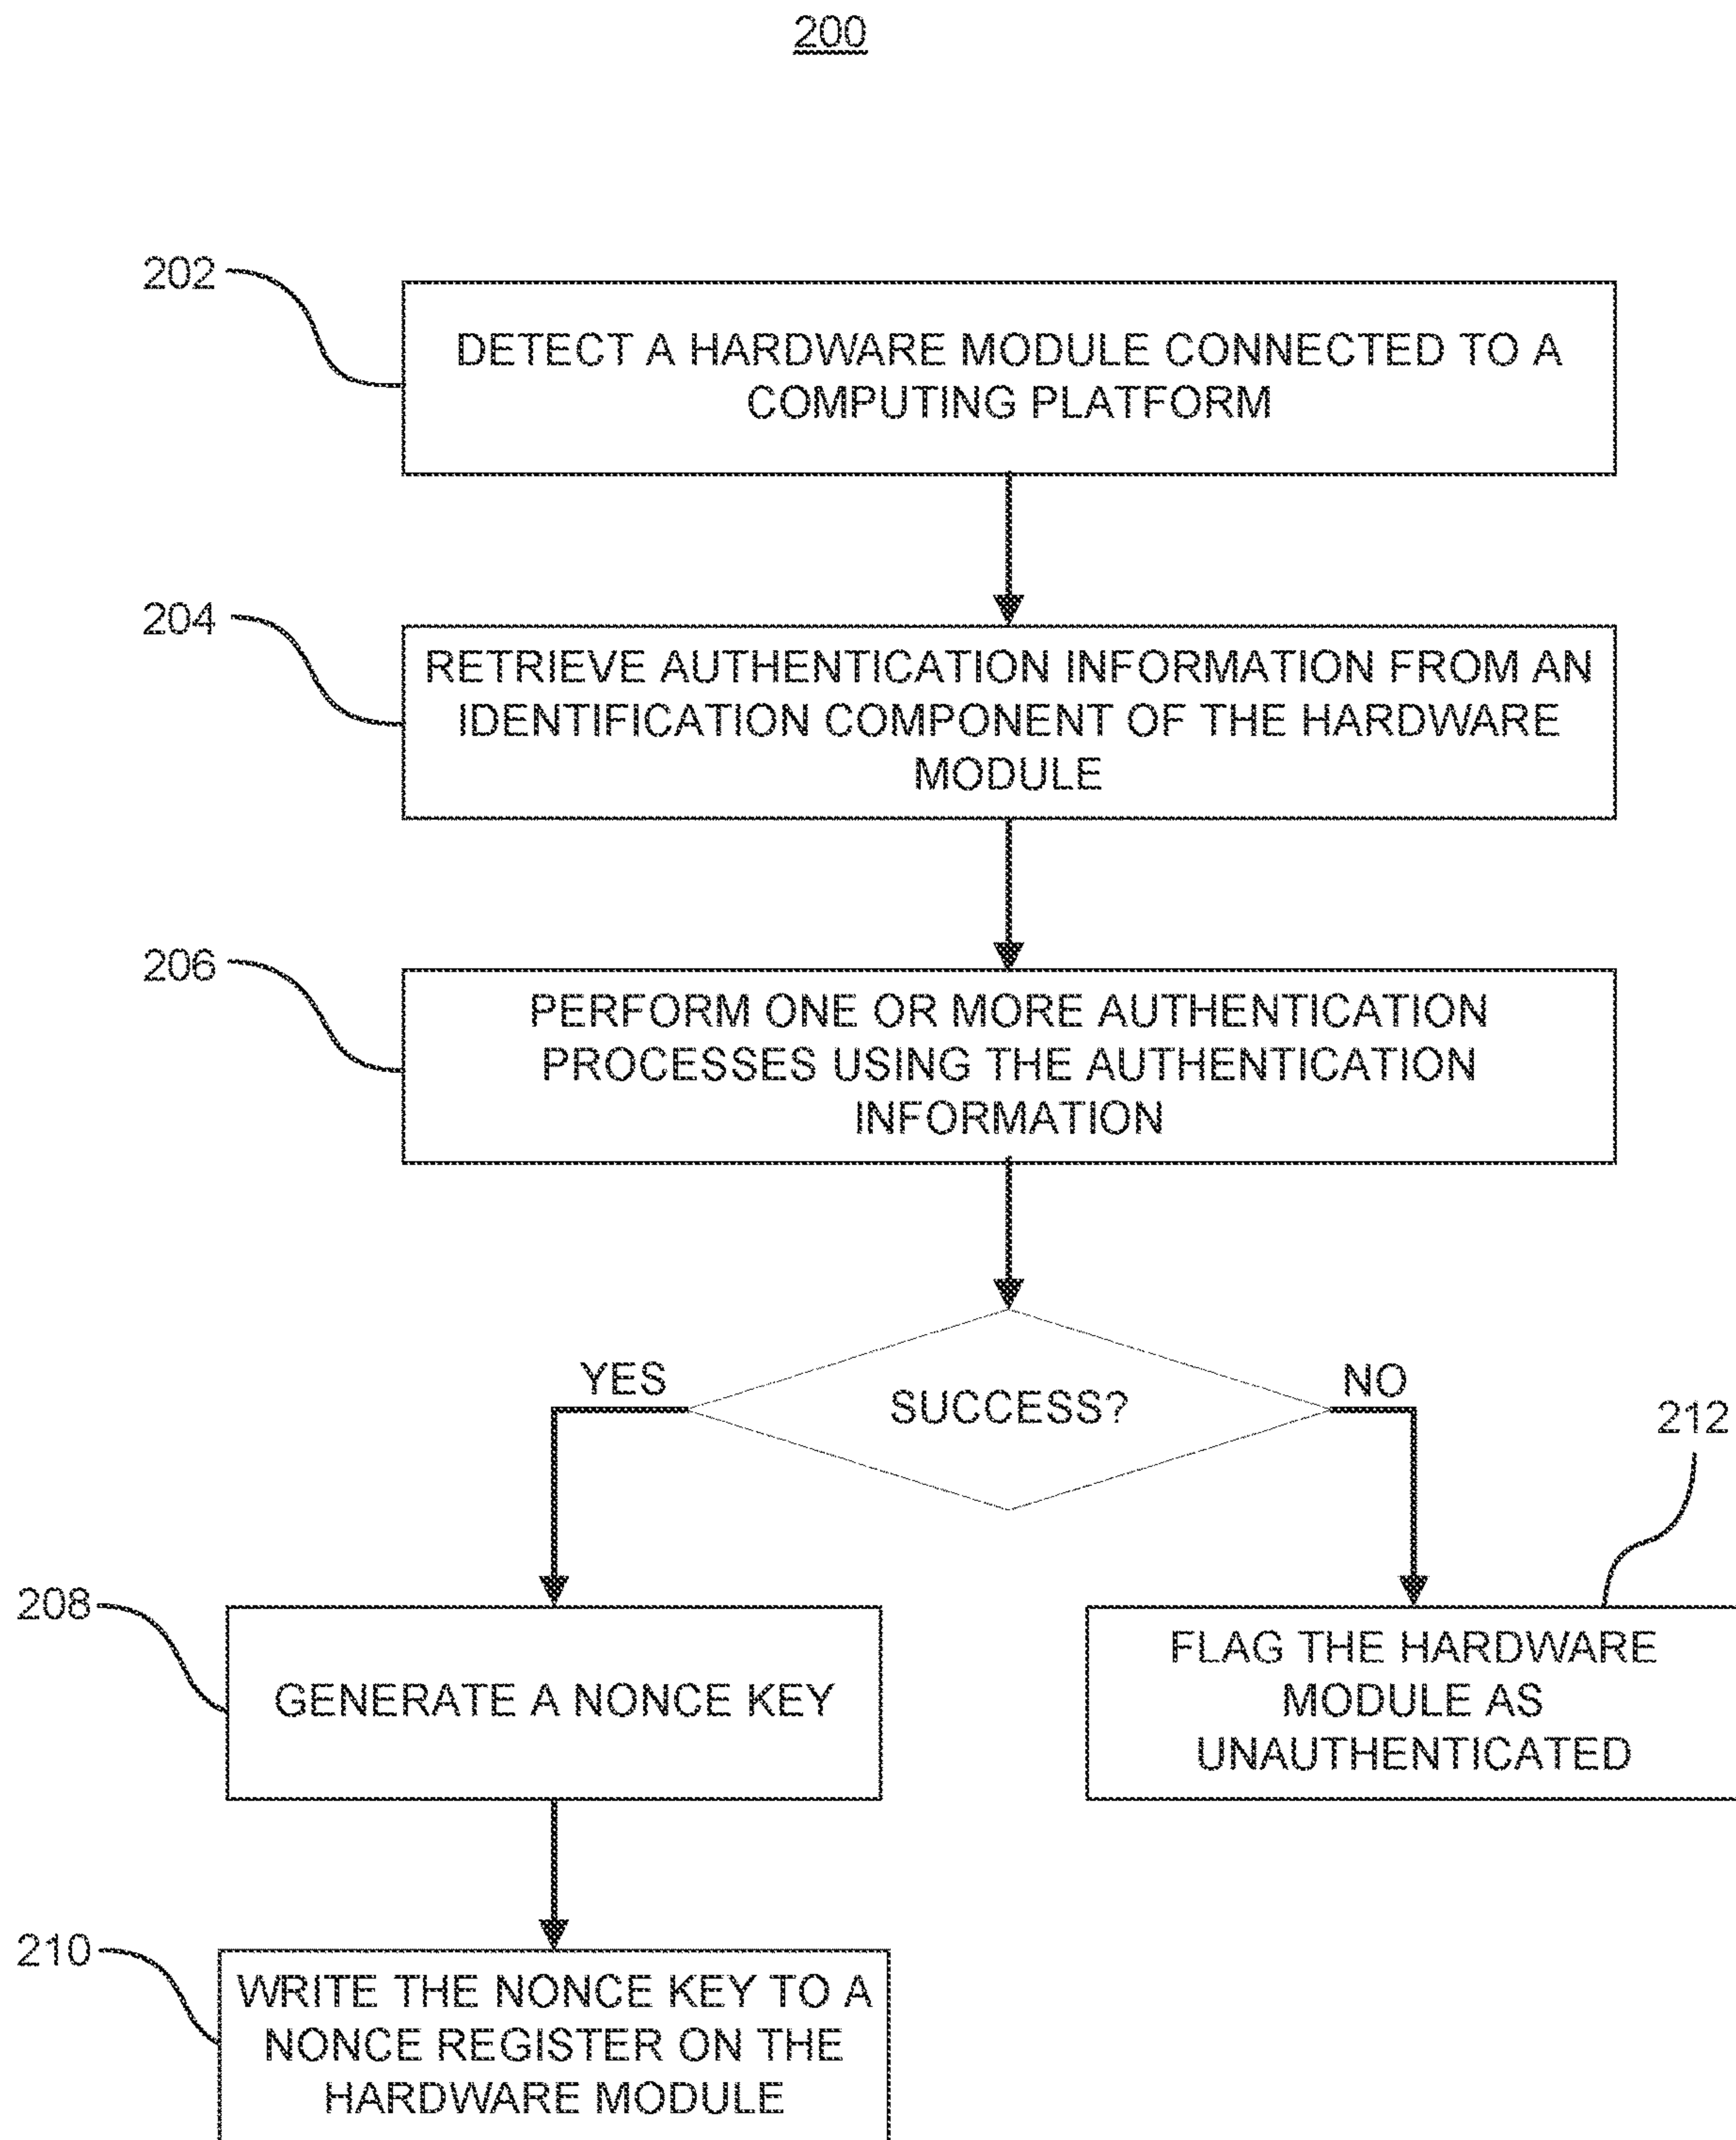 200
202
DETECT A HARDWARE MODULE CONNECTED TO A
COMPUTING PLATFORM
204
RETRIEVE AUTHENTICATION INFORMATION FROM AN
IDENTIFICATION COMPONENT OF THE HARDWARE
MODULE
206
PERFORM ONE OR MORE AUTHENTICATION
PROCESSES USING THE AUTHENTICATION
INFORMATION
YES
SUCCESS?
NO
212
208
GENERATE A NONCE KEY
FLAG THE HARDWARE
MODULE AS
UNAUTHENTICATED
210
WRITE THE NONCE KEY TO A
NONCE REGISTER ON THE
HARDWARE MODULE